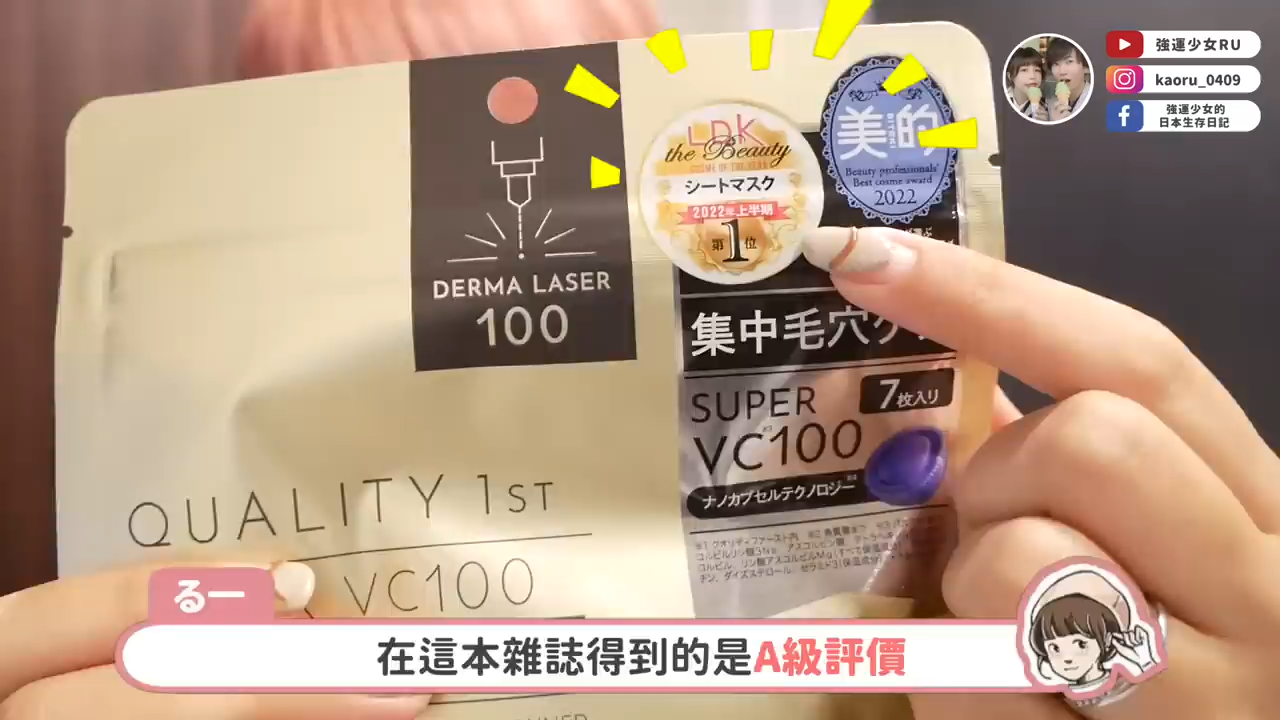 強運少女RU
kaoru_0409
強運少女的
日本生存日記
DERMA LASER
100
LDK
the Beauty
シートマスク
2022年上半期
第1位
美的
BITEKI
Beauty professionals'
Best cosme award
2022
集中毛穴ケ
SUPER
VC100
7枚入り
ナノカプセルテクノロジー
QUALITY 1ST
VC100
るー
在這本雜誌得到的是A級評價